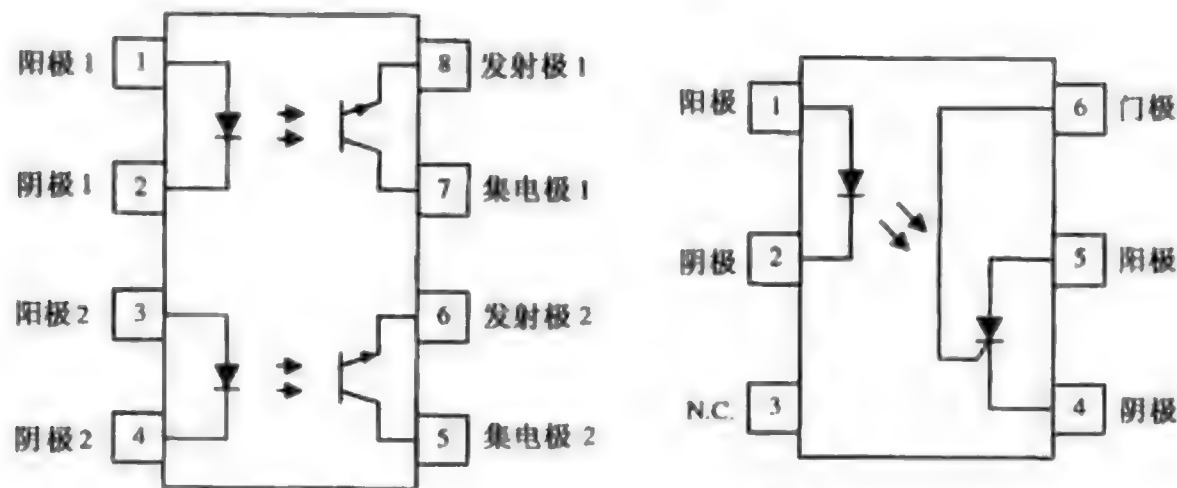 阳极1 1 8 发射极1
阴极1 2 7 集电极1
阳极2 3 6 发射极2
阴极2 4 5 集电极2
阳极 1 6 门极
阴极 2 5 阳极
N.C. 3 4 阴极